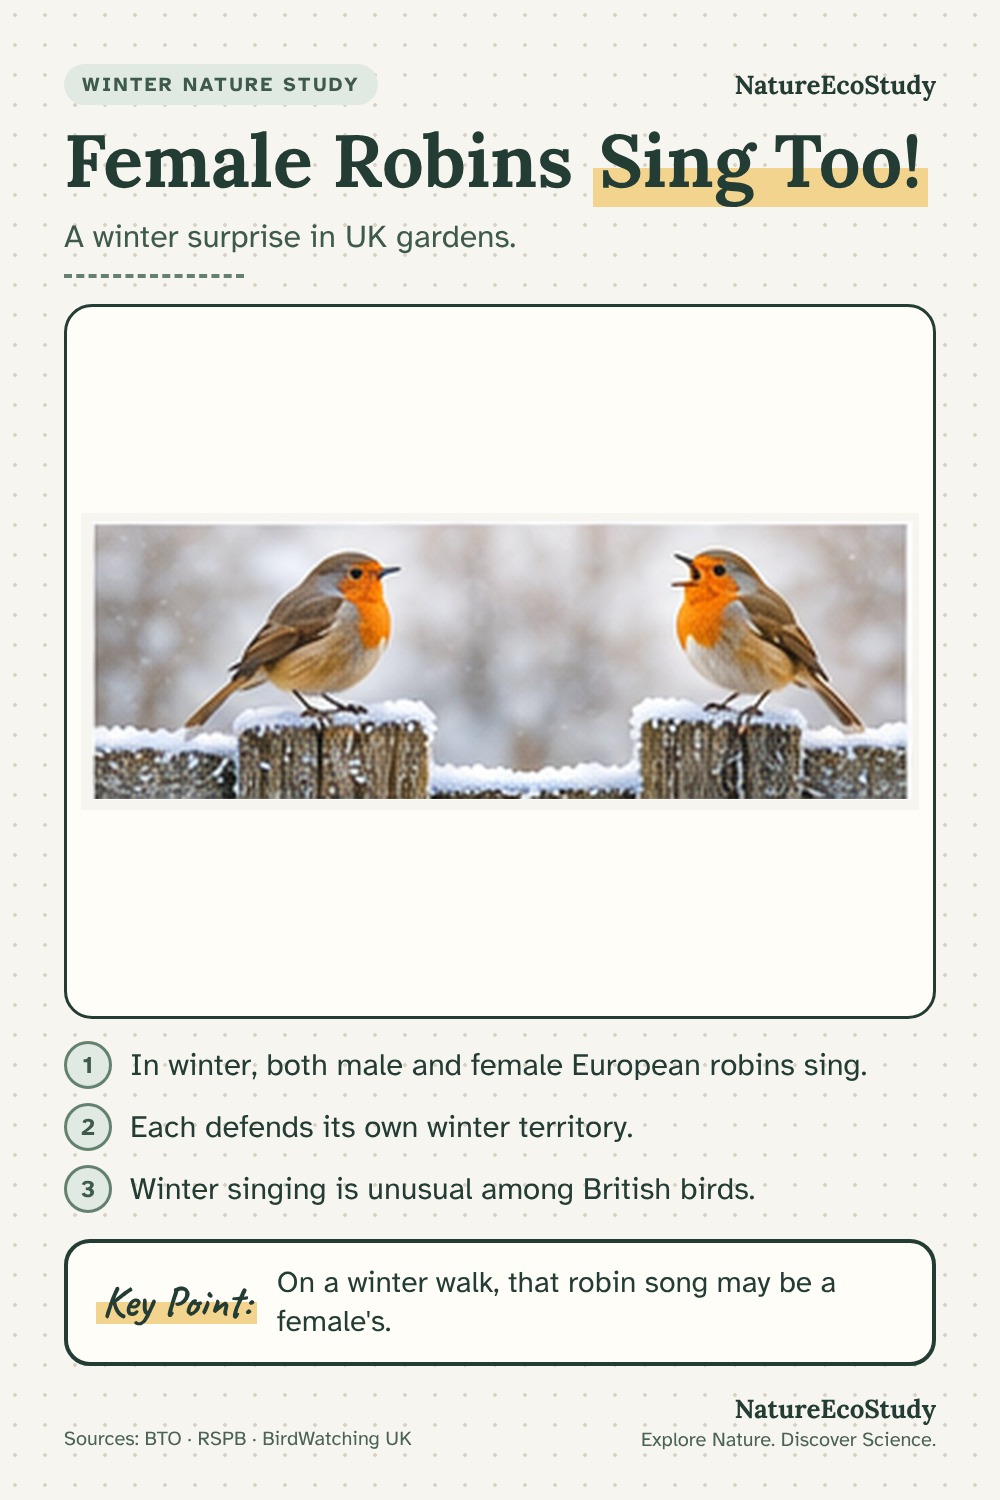 WINTER NATURE STUDY
NatureEcoStudy
Female Robins Sing Too!
A winter surprise in UK gardens.
1 In winter, both male and female European robins sing.
2 Each defends its own winter territory.
3 Winter singing is unusual among British birds.
Key Point: On a winter walk, that robin song may be a
female's.
NatureEcoStudy
Sources: BTO · RSPB · BirdWatching UK
Explore Nature. Discover Science.